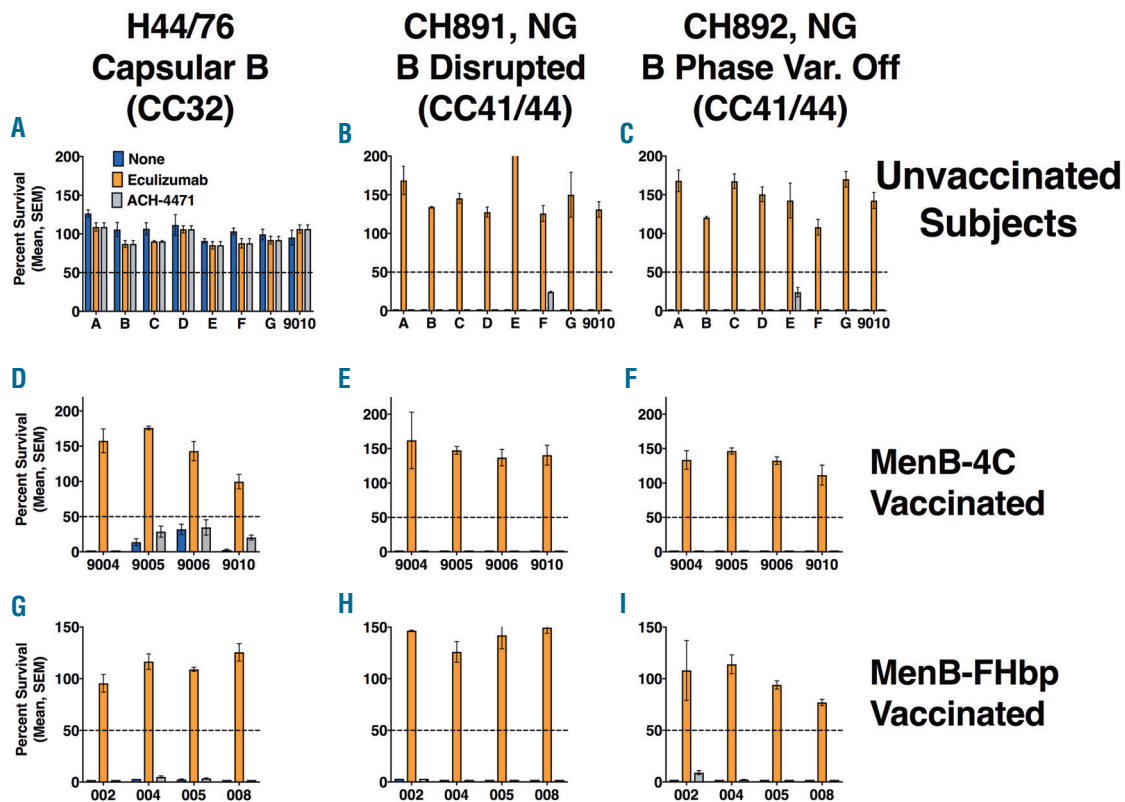 H44/76
Capsular B
(CC32)
CH891, NG
B Disrupted
(CC41/44)
CH892, NG
B Phase Var. Off
(CC41/44)
A
Percent Survival
(Mean, SEM)
200
150
100
50
0
None
Eculizumab
ACH-4471
A B C D E F G 9010
B
200
150
100
50
0
A B C D E F G 9010
C
200
150
100
50
0
A B C D E F G 9010
Unvaccinated
Subjects
D
Percent Survival
(Mean, SEM)
200
150
100
50
0
9004 9005 9006 9010
E
200
150
100
50
0
9004 9005 9006 9010
F
200
150
100
50
0
9004 9005 9006 9010
MenB-4C
Vaccinated
G
Percent Survival
(Mean, SEM)
150
100
50
0
002 004 005 008
H
150
100
50
0
002 004 005 008
I
150
100
50
0
002 004 005 008
MenB-FHbp
Vaccinated